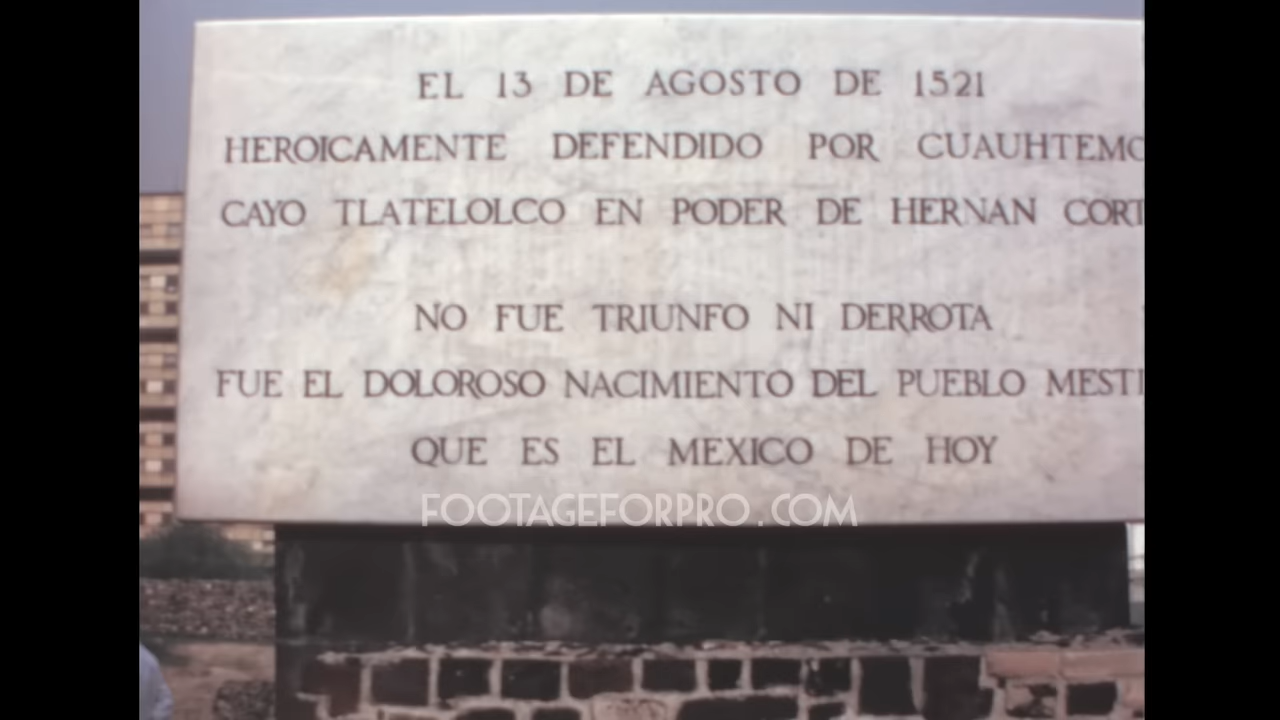 EL 13 DE AGOSTO DE 1521
HEROICAMENTE DEFENDIDO POR CUAUHTEMO
CAYO TLATELOLCO EN PODER DE HERNAN CORT
NO FUE TRIUNFO NI DERROTA
FUE EL DOLOROSO NACIMIENTO DEL PUEBLO MESTI
QUE ES EL MEXICO DE HOY
FOOTAGEFORPRO.COM